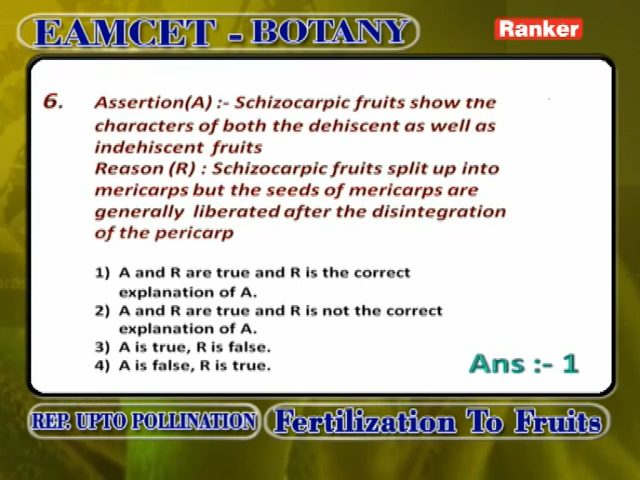 EAMCET - BOTANY
Ranker
6. Assertion(A) :- Schizocarpic fruits show the
characters of both the dehiscent as well as
indehiscent fruits
Reason (R) : Schizocarpic fruits split up into
mericarps but the seeds of mericarps are
generally liberated after the disintegration
of the pericarp
1) A and R are true and R is the correct
explanation of A.
2) A and R are true and R is not the correct
explanation of A.
3) A is true, R is false.
4) A is false, R is true.
Ans :- 1
REP. UPTO POLLINATION
Fertilization To Fruits